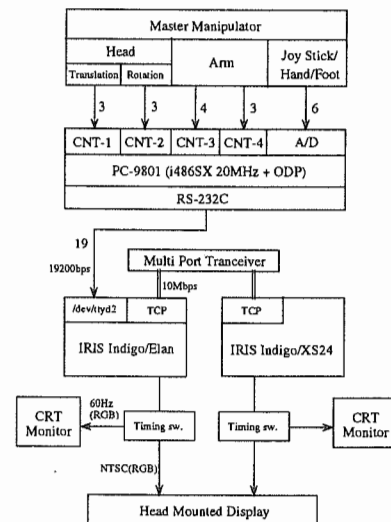 Master Manipulator
Head
Arm
Joy Stick/
Hand/Foot
Translation
Rotation
3
3
4
3
6
CNT-1
CNT-2
CNT-3
CNT-4
A/D
PC-9801 (i486SX 20MHz + ODP)
RS-232C
19
19200bps
Multi Port Tranceiver
10Mbps
/dev/ttyd2
TCP
TCP
IRIS Indigo/Elan
IRIS Indigo/XS24
60Hz
(RGB)
CRT
Monitor
Timing sw.
Timing sw.
CRT
Monitor
NTSC(RGB)
Head Mounted Display